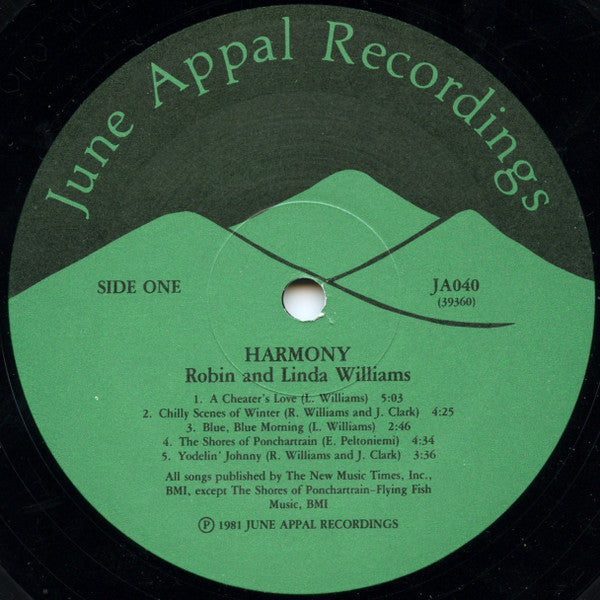 June Appal Recordings
SIDE ONE
JA040
(39360)
HARMONY
Robin and Linda Williams
1. A Cheater's Love (L. Williams) 5:03
2. Chilly Scenes of Winter (R. Williams and J. Clark) 4:25
3. Blue, Blue Morning (L. Williams) 2:46
4. The Shores of Ponchartrain (E. Peltoniemi) 4:34
5. Yodelin' Johnny (R. Williams and J. Clark) 3:36
All songs published by The New Music Times, Inc.,
BMI, except The Shores of Ponchartrain–Flying Fish
Music, BMI
℗ 1981 JUNE APPAL RECORDINGS